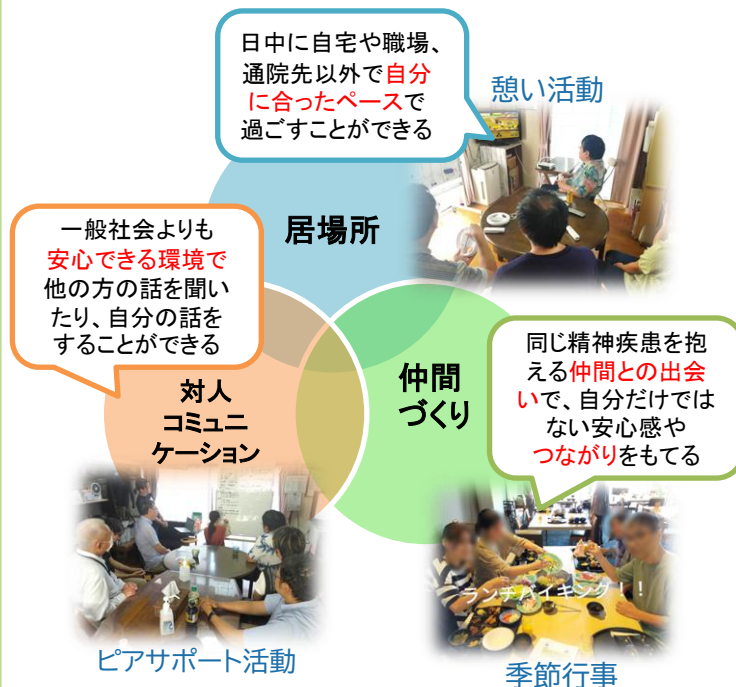 日中に自宅や職場、
通院先以外で自分
に合ったペースで
過ごすことができる
憩い活動
居場所
一般社会よりも
安心できる環境で
他の方の話を聞い
たり、自分の話を
することができる
対人
コミュニ
ケーション
仲間
づくり
同じ精神疾患を抱
える仲間との出会
いで、自分だけでは
ない安心感や
つながりをもてる
ランチバイキング！！
ピアサポート活動
季節行事